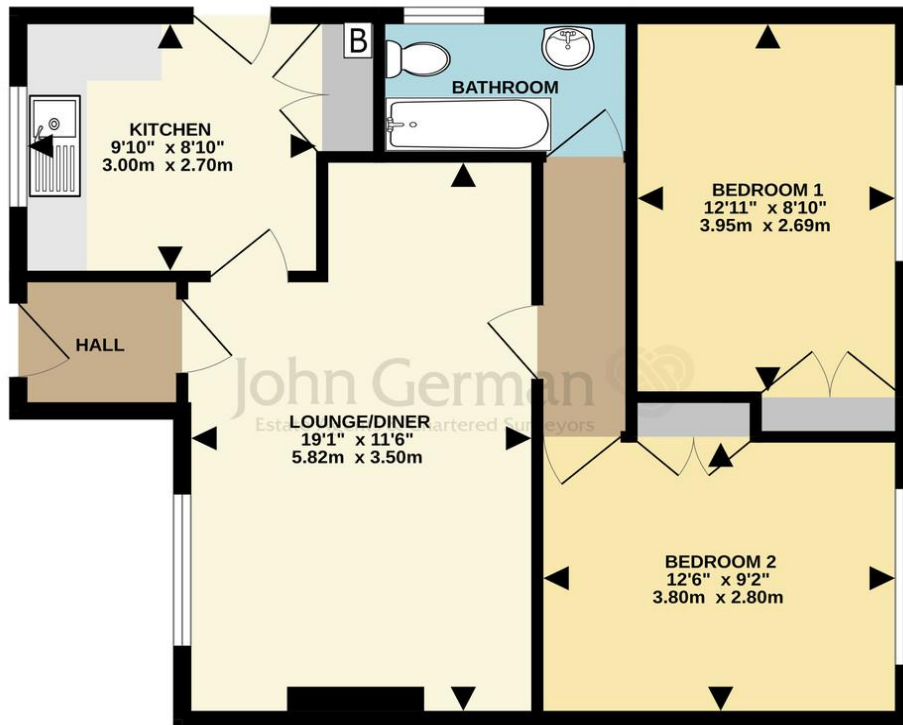 B
KITCHEN
9'10" x 8'10"
3.00m x 2.70m
BATHROOM
BEDROOM 1
12'11" x 8'10"
3.95m x 2.69m
HALL
John German
LOUNGE/DINER
19'1" x 11'6"
5.82m x 3.50m
Chartered Surveyors
BEDROOM 2
12'6" x 9'2"
3.80m x 2.80m